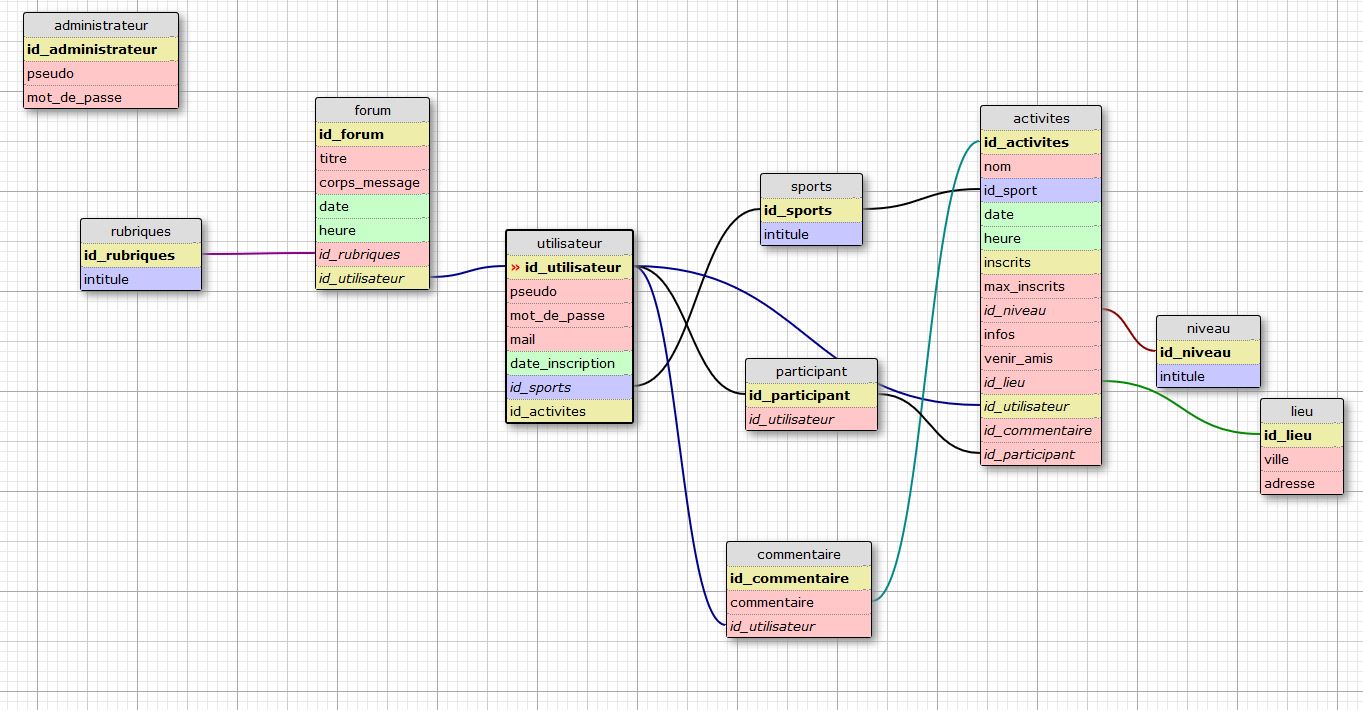 administrateur
id_administrateur
pseudo
mot_de_passe
rubriques
id_rubriques
intitule
forum
id_forum
titre
corps_message
date
heure
id_rubriques
id_utilisateur
utilisateur
» id_utilisateur
pseudo
mot_de_passe
mail
date_inscription
id_sports
id_activites
sports
id_sports
intitule
participant
id_participant
id_utilisateur
commentaire
id_commentaire
commentaire
id_utilisateur
activites
id_activites
nom
id_sport
date
heure
inscrits
max_inscrits
id_niveau
infos
venir_amis
id_lieu
id_utilisateur
id_commentaire
id_participant
niveau
id_niveau
intitule
lieu
id_lieu
ville
adresse